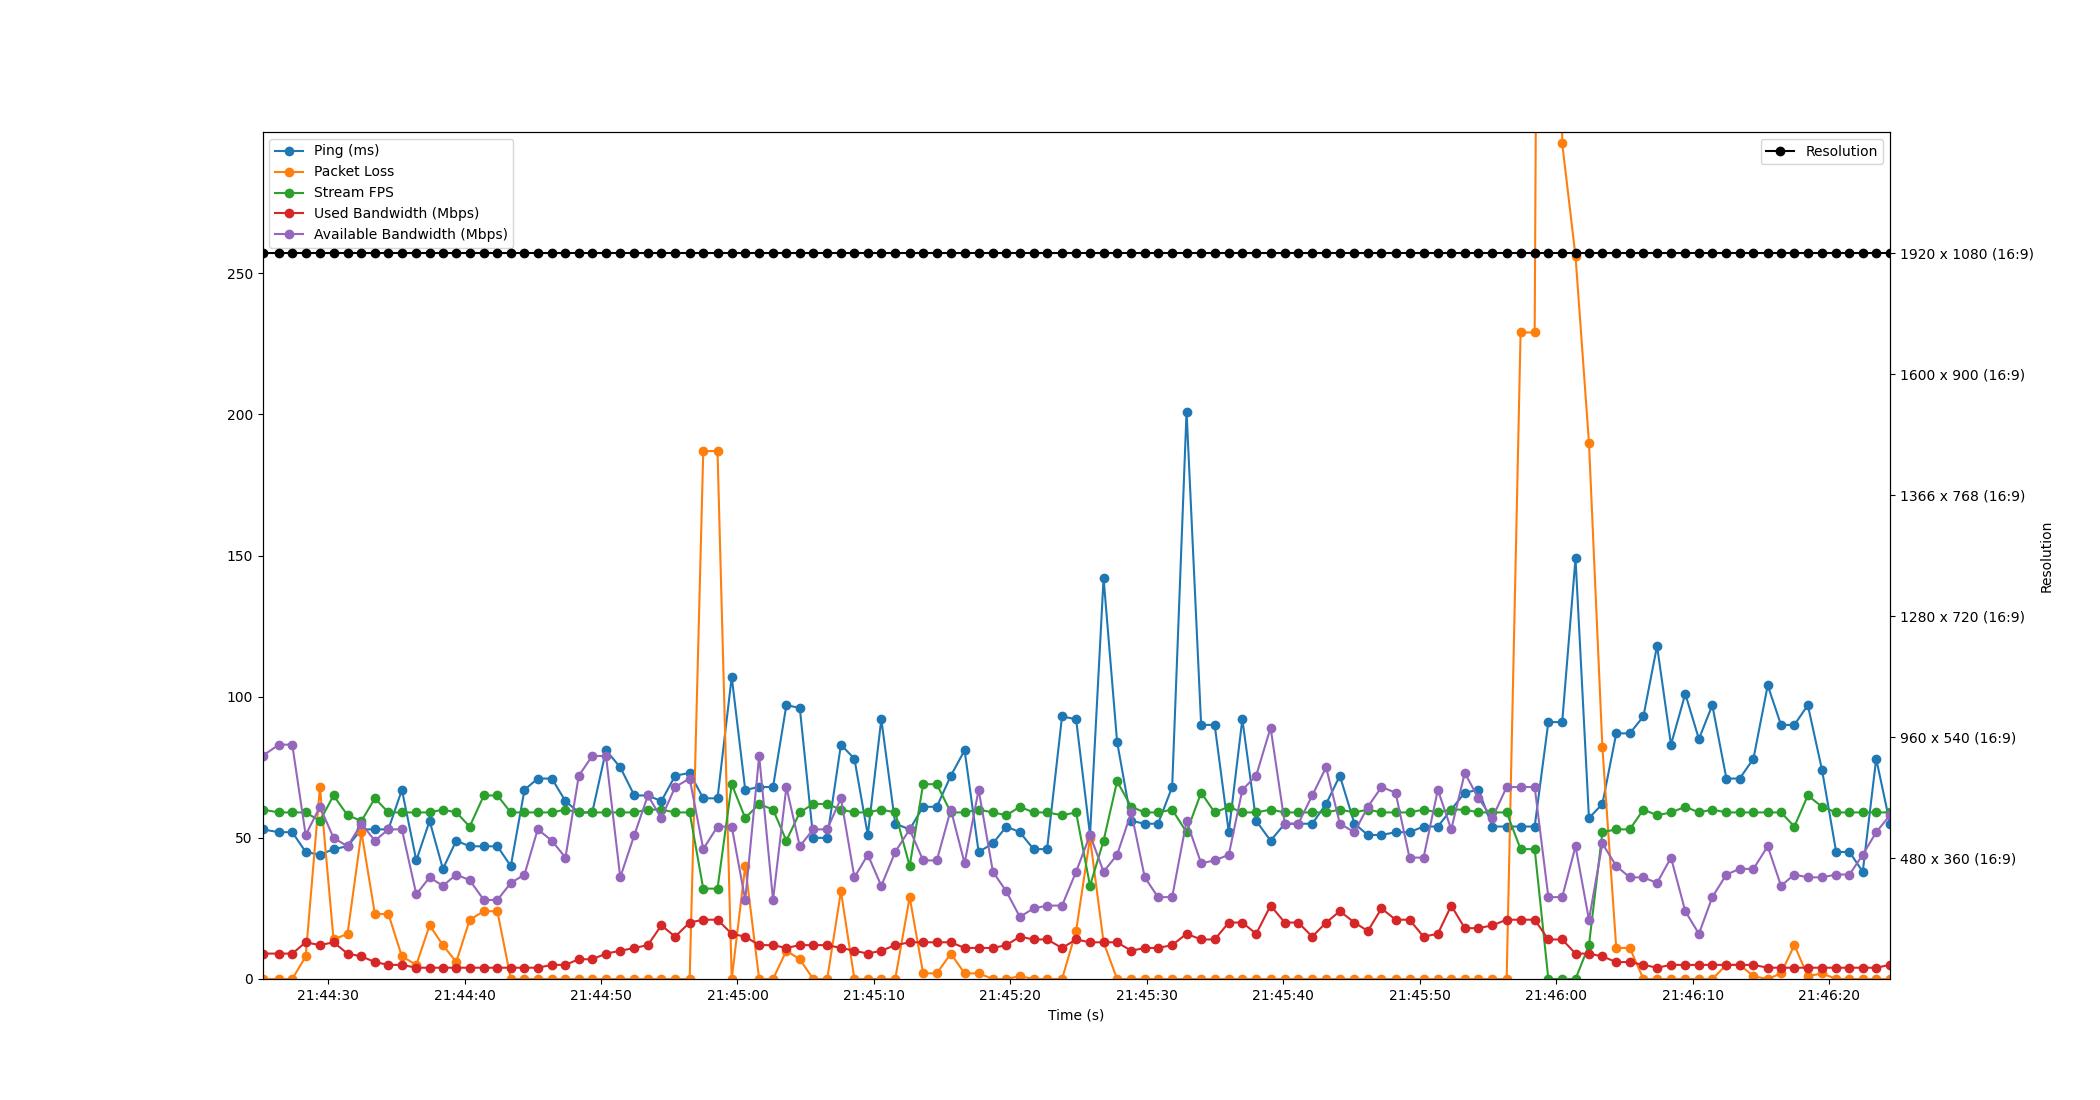 Ping (ms)
Packet Loss
Stream FPS
Used Bandwidth (Mbps)
Available Bandwidth (Mbps)
Resolution
250
200
150
100
50
0
1920 x 1080 (16:9)
1600 x 900 (16:9)
1366 x 768 (16:9)
1280 x 720 (16:9)
960 x 540 (16:9)
480 x 360 (16:9)
Resolution
21:44:30 21:44:40 21:44:50 21:45:00 21:45:10 21:45:20 21:45:30 21:45:40 21:45:50 21:46:00 21:46:10 21:46:20
Time (s)